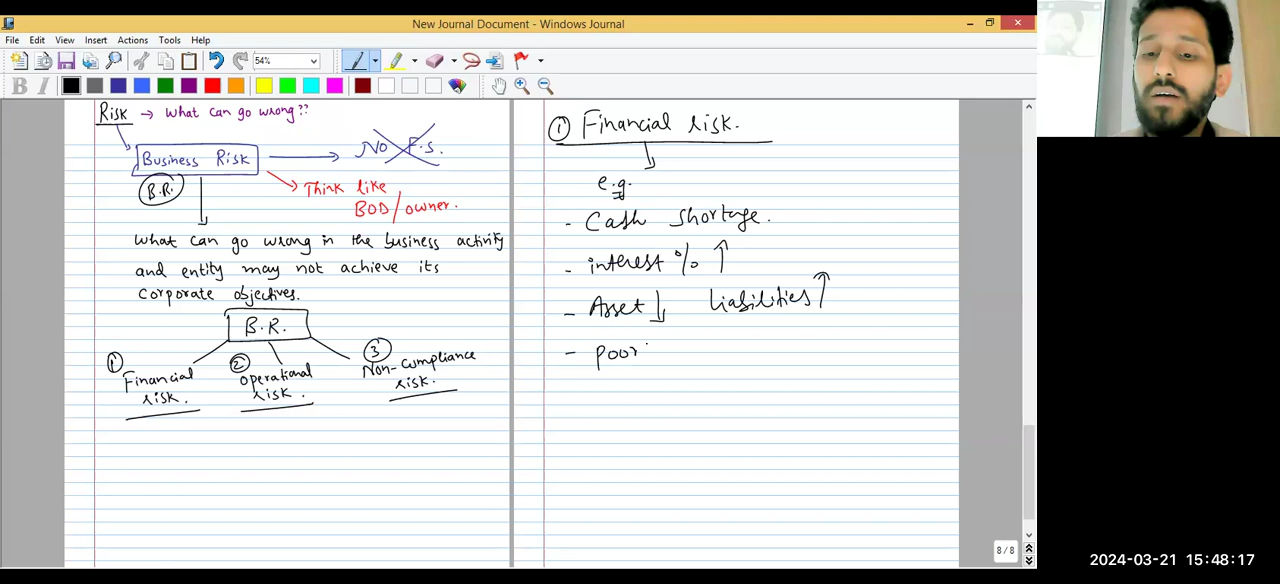 New Journal Document - Windows Journal
File Edit View Insert Actions Tools Help
54%
Risk → What can go wrong??
Business Risk → No F.S.
B.R.
Think like
BOD/owner.
What can go wrong in the business activity
and entity may not achieve its
corporate objectives.
B.R.
① Financial
risk.
② Operational
risk.
③ Non-Compliance
risk.
① Financial risk.
e.g.
- Cash shortage.
- interest % ↑
- Asset ↓ liabilities ↑
- Poor
8/8
2024-03-21 15:48:17